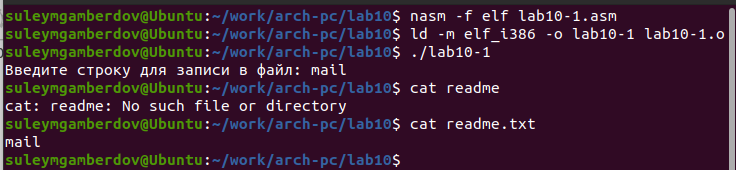 suleymgamberdov@Ubuntu:~/work/arch-pc/lab10$ nasm -f elf lab10-1.asm
suleymgamberdov@Ubuntu:~/work/arch-pc/lab10$ ld -m elf_i386 -o lab10-1 lab10-1.o
suleymgamberdov@Ubuntu:~/work/arch-pc/lab10$ ./lab10-1
Введите строку для записи в файл: mail
suleymgamberdov@Ubuntu:~/work/arch-pc/lab10$ cat readme
cat: readme: No such file or directory
suleymgamberdov@Ubuntu:~/work/arch-pc/lab10$ cat readme.txt
mail
suleymgamberdov@Ubuntu:~/work/arch-pc/lab10$